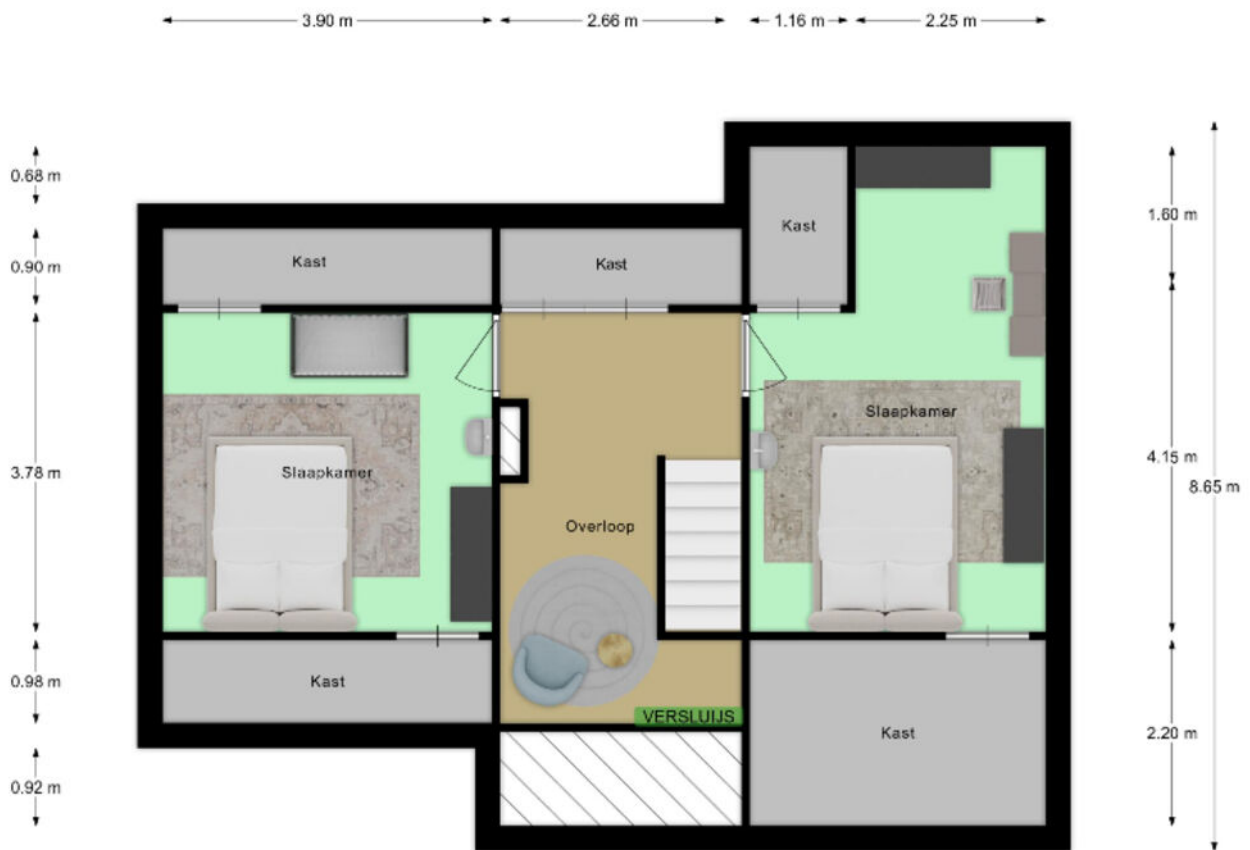 3.90 m
2.66 m
1.16 m
2.25 m
0.68 m
0.90 m
3.78 m
0.98 m
0.92 m
1.60 m
4.15 m
8.65 m
2.20 m
Kast
Kast
Kast
Slaapkamer
Slaapkamer
Overloop
Kast
VERSLUIJS
Kast